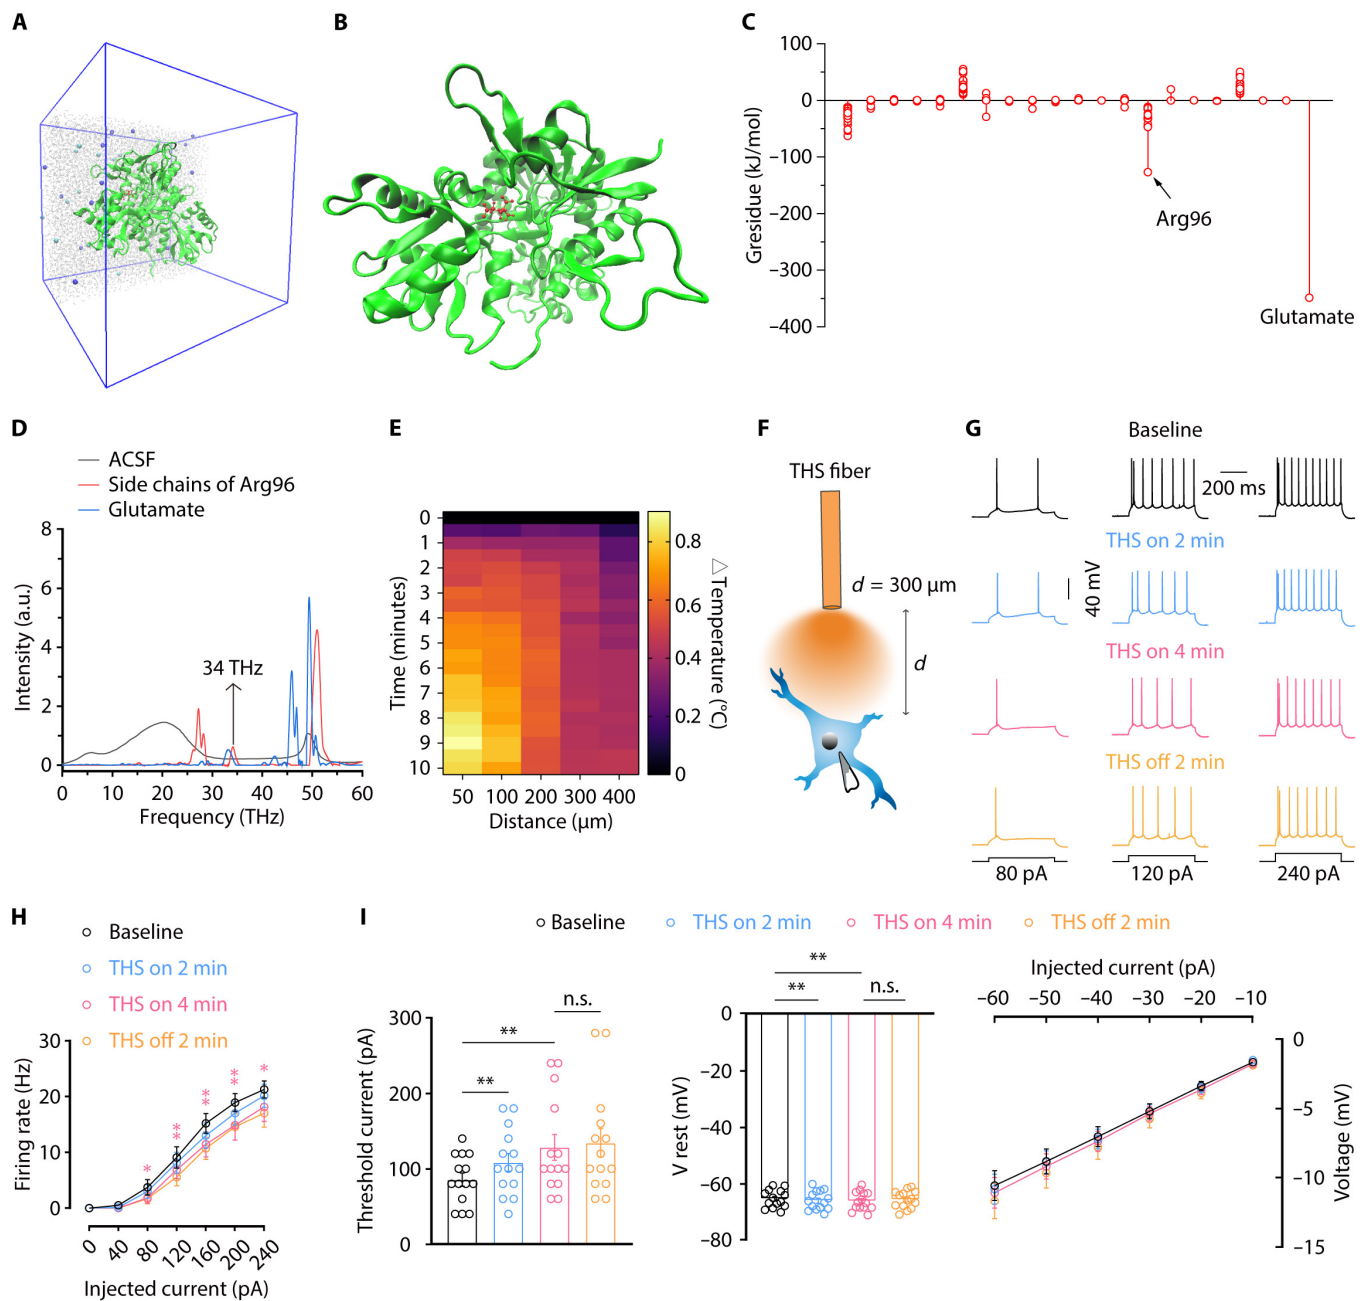 A
B
C
100
0
−100
−200
−300
−400
Gresidue (kJ/mol)
Arg96
Glutamate
D
ACSF
Side chains of Arg96
Glutamate
8
6
4
2
0
Intensity (a.u.)
34 THz
0 10 20 30 40 50 60
Frequency (THz)
E
0
1
2
3
4
5
6
7
8
9
10
Time (minutes)
50 100 200 300 400
Distance (μm)
0.8
0.6
0.4
0.2
0
△Temperature (°C)
F
THS fiber
d = 300 μm
d
G
Baseline
200 ms
THS on 2 min
40 mV
THS on 4 min
THS off 2 min
80 pA 120 pA 240 pA
H
Baseline
THS on 2 min
THS on 4 min
THS off 2 min
30
20
10
0
Firing rate (Hz)
* ** ** ** *
0 40 80 120 160 200 240
Injected current (pA)
I
Baseline THS on 2 min THS on 4 min THS off 2 min
300
200
100
0
Threshold current (pA)
n.s.
**
**
0
−20
−40
−60
−80
V rest (mV)
**
** n.s.
Injected current (pA)
−60 −50 −40 −30 −20 −10
0
−5
−10
−15
Voltage (mV)